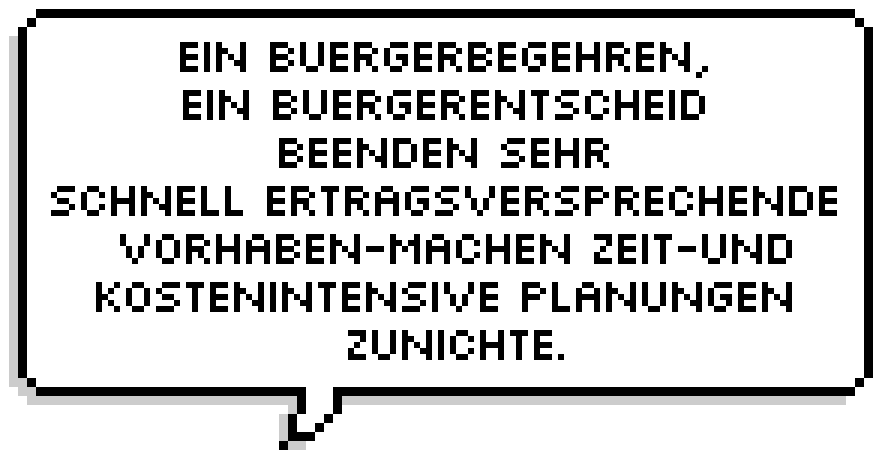 EIN BUERGERBEGEHREN,
EIN BUERGERENTSCHEID
BEENDEN SEHR
SCHNELL ERTRAGSVERSPRECHENDE
VORHABEN-MACHEN ZEIT-UND
KOSTENINTENSIVE PLANUNGEN
ZUNICHTE.